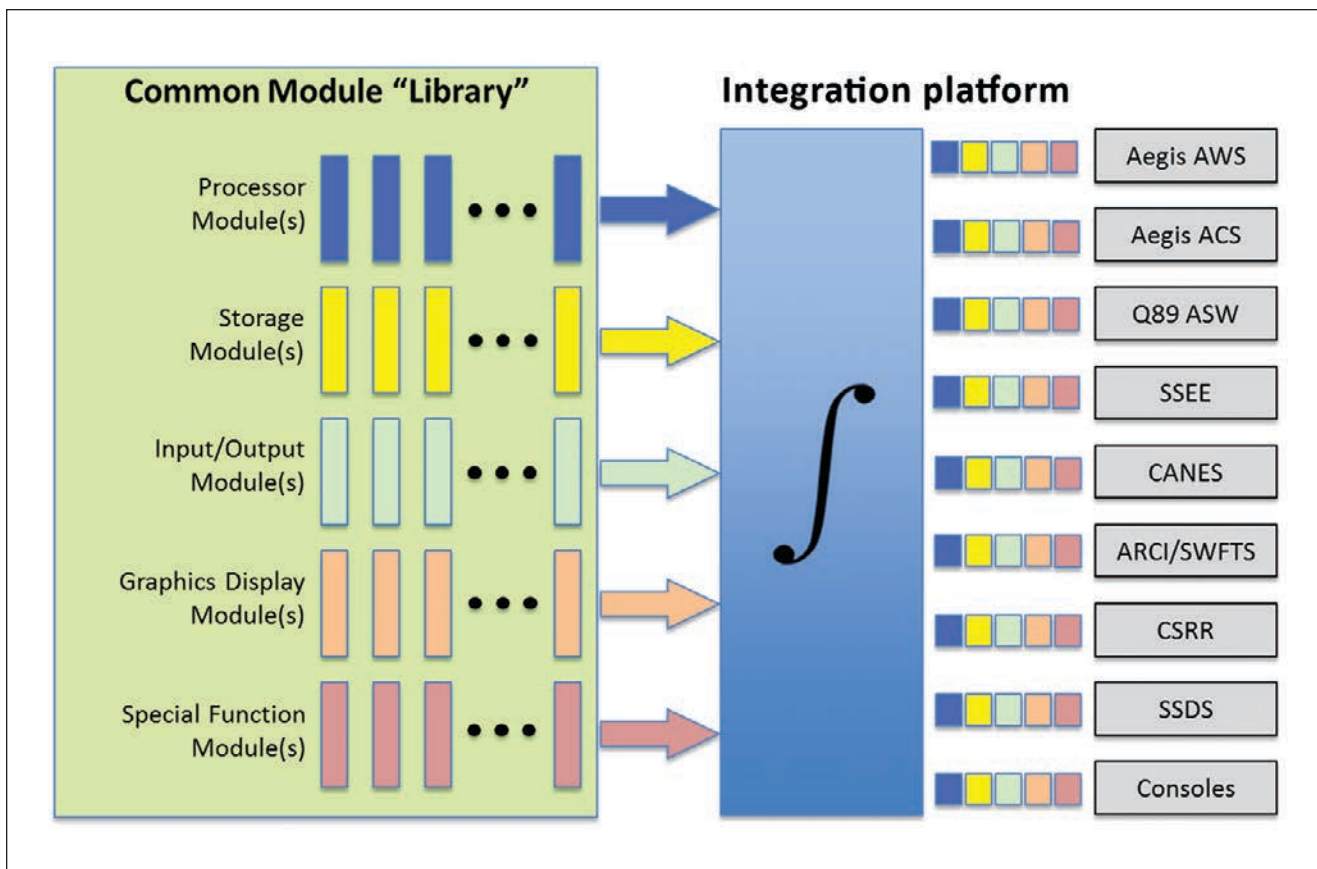 Common Module “Library”
Integration platform
Processor
Module(s)
Storage
Module(s)
Input/Output
Module(s)
Graphics Display
Module(s)
Special Function
Module(s)
∫
Aegis AWS
Aegis ACS
Q89 ASW
SSEE
CANES
ARCI/SWFTS
CSRR
SSDS
Consoles